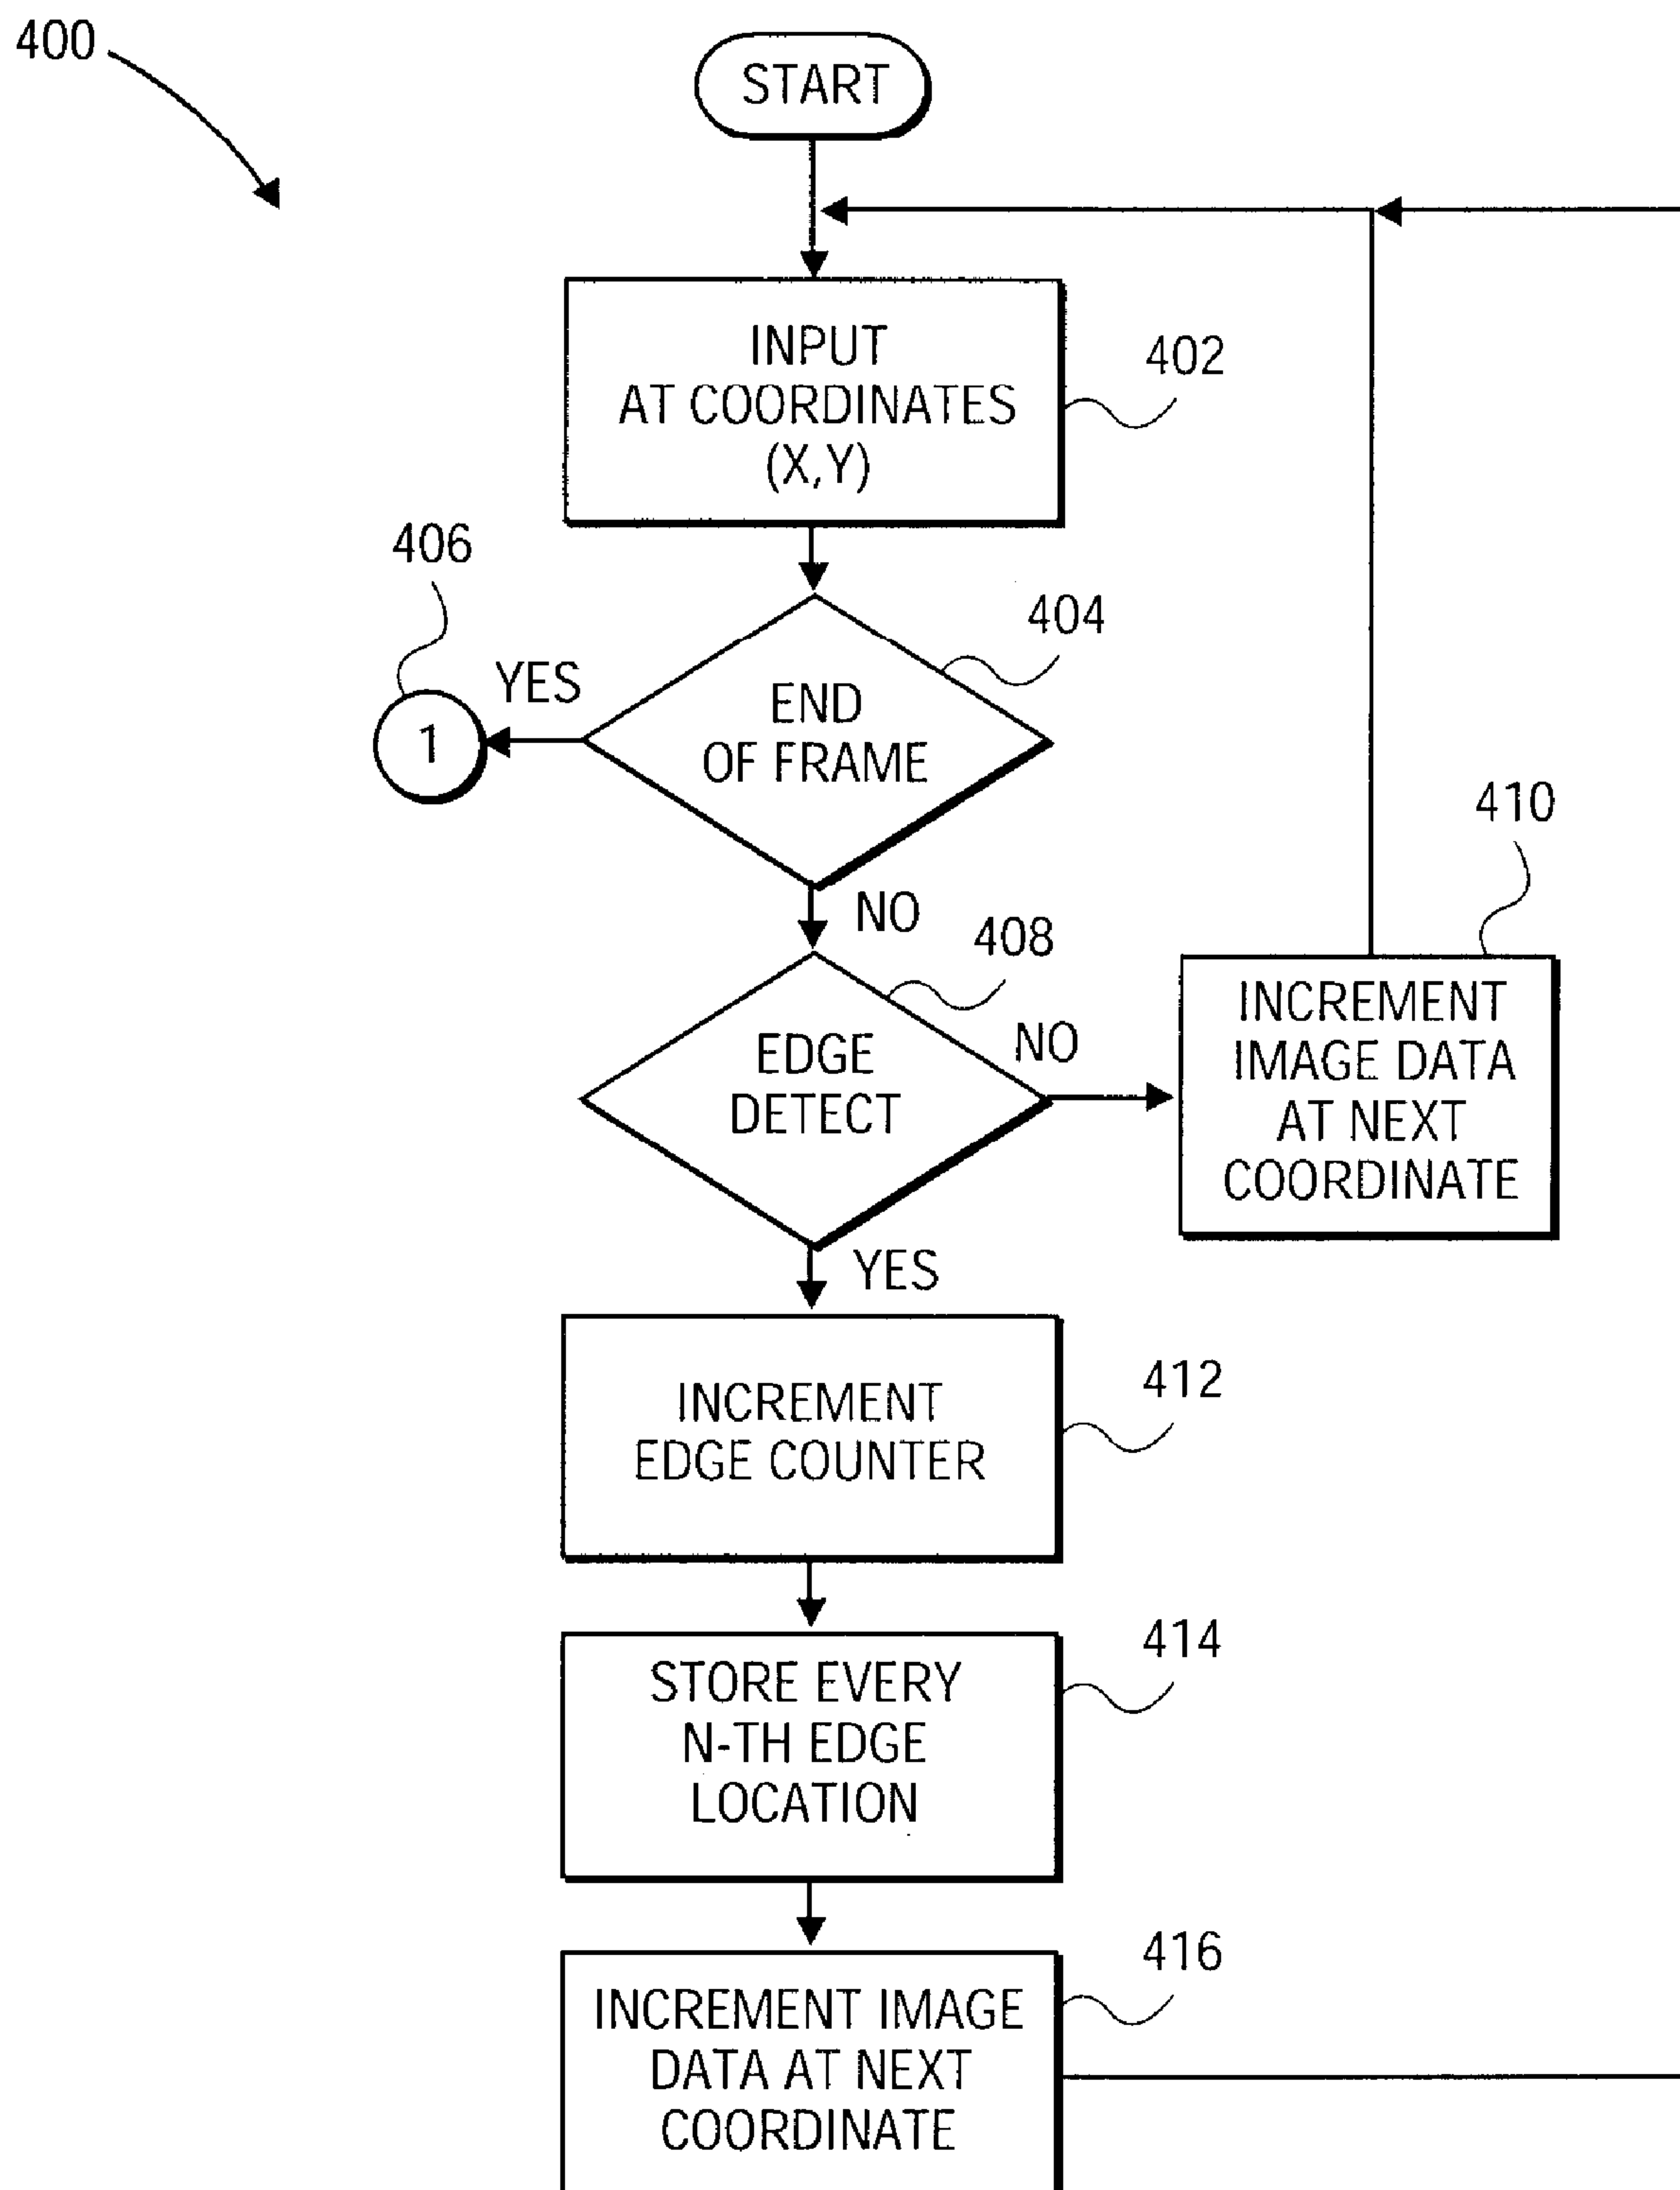 400
START
INPUT
AT COORDINATES
(X,Y)
402
406
404
YES
END
OF FRAME
1
410
NO
408
INCREMENT
IMAGE DATA
AT NEXT
COORDINATE
NO
EDGE
DETECT
YES
412
INCREMENT
EDGE COUNTER
414
STORE EVERY
N-TH EDGE
LOCATION
416
INCREMENT IMAGE
DATA AT NEXT
COORDINATE